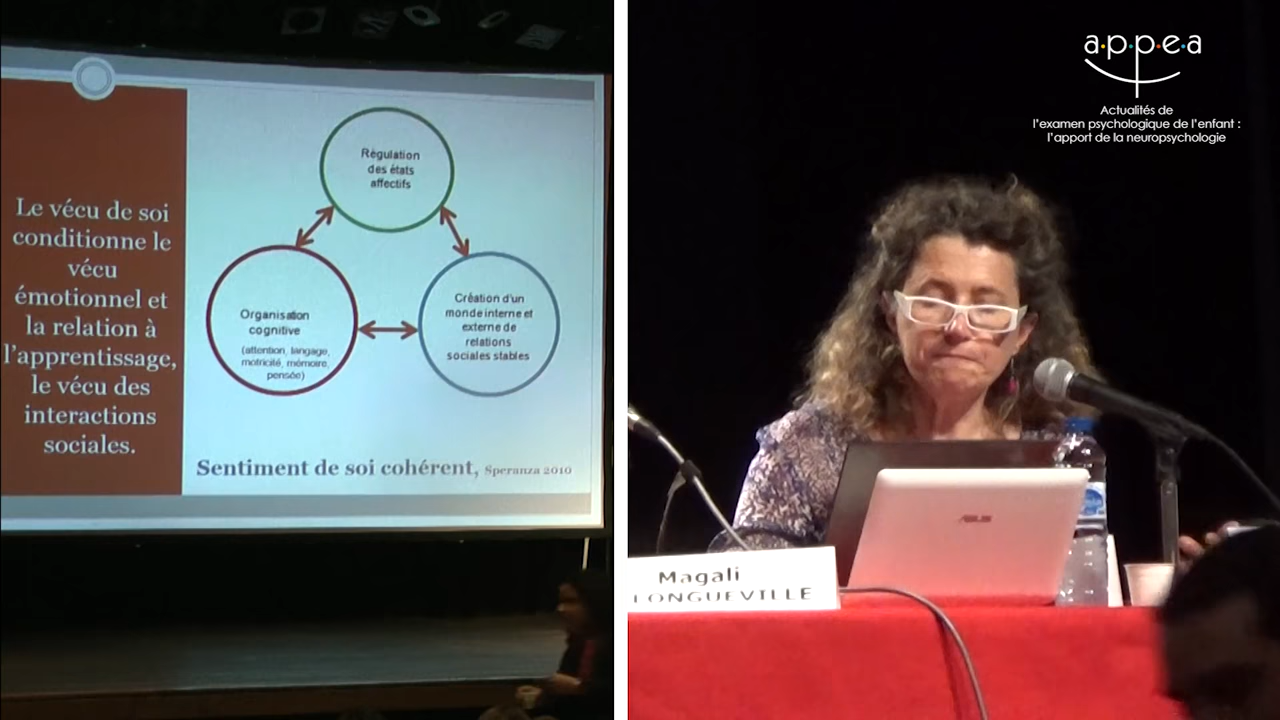 Le vécu de soi
conditionne le
vécu
émotionnel et
la relation à
l'apprentissage,
le vécu des
interactions
sociales.
Régulation
des états
affectifs
Organisation
cognitive
(attention, langage,
motricité, mémoire,
pensée)
Création d'un
monde interne et
externe de
relations
sociales stables
Sentiment de soi cohérent, Speranza 2010
a·p·p·e·a
Actualités de
l'examen psychologique de l'enfant :
l'apport de la neuropsychologie
ASUS
Magali
LONGUEVILLE